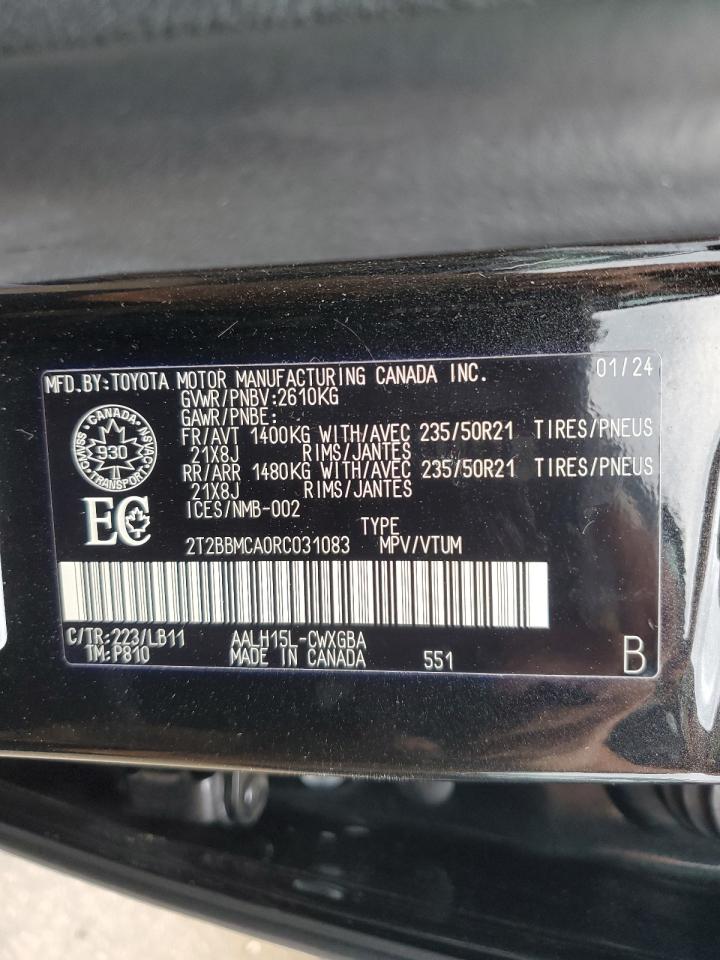 MFD.BY:TOYOTA MOTOR MANUFACTURING CANADA INC. 01/24
GVWR/PNBV:2610KG
GAWR/PNBE:
FR/AVT 1400KG WITH/AVEC 235/50R21 TIRES/PNEUS
21X8J RIMS/JANTES
RR/ARR 1480KG WITH/AVEC 235/50R21 TIRES/PNEUS
21X8J RIMS/JANTES
ICES/NMB-002
CANADA
CMVSS
NSVAC
930
TRANSPORT
EC
TYPE
2T2BBMCA0RC031083 MPV/VTUM
C/TR:223/LB11 AALH15L-CWXGBA
TM:P810 MADE IN CANADA 551 B